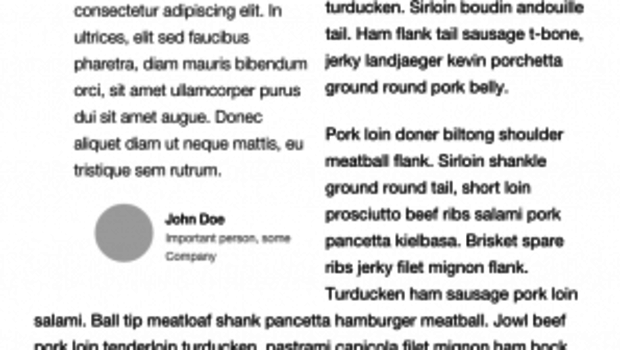 consectetur adipiscing elit. In
ultrices, elit sed faucibus
pharetra, diam mauris bibendum
orci, sit amet ullamcorper purus
dui sit amet augue. Donec
aliquet diam ut neque mattis, eu
tristique sem rutrum.
John Doe
Important person, some
Company
turducken. Sirloin boudin andouille
tail. Ham flank tail sausage t-bone,
jerky landjaeger kevin porchetta
ground round pork belly.
Pork loin doner biltong shoulder
meatball flank. Sirloin shankle
ground round tail, short loin
prosciutto beef ribs salami pork
pancetta kielbasa. Brisket spare
ribs jerky filet mignon flank.
Turducken ham sausage pork loin
salami. Ball tip meatloaf shank pancetta hamburger meatball. Jowl beef
pork loin tenderloin turducken, pastrami capicola filet mignon ham hock